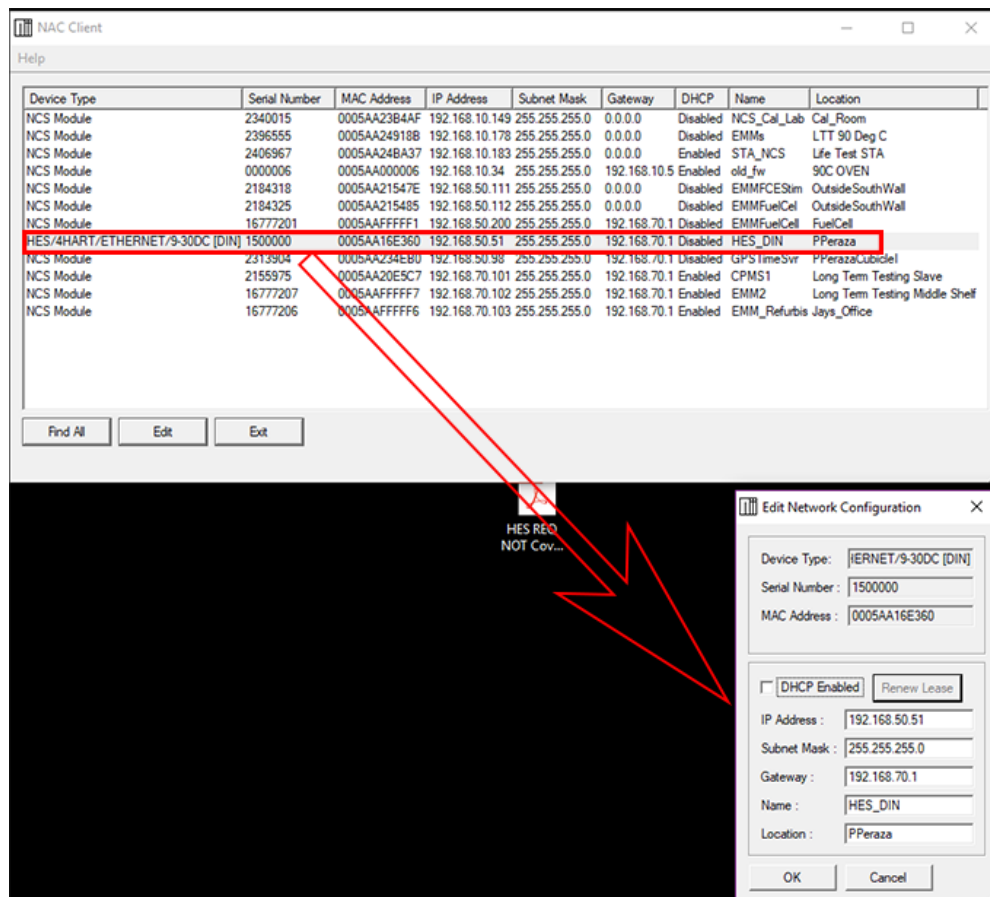 NAC Client
Help
Device Type Serial Number MAC Address IP Address Subnet Mask Gateway DHCP Name Location
NCS Module 2340015 0005AA23B4AF 192.168.10.149 255.255.255.0 0.0.0.0 Disabled NCS_Cal_Lab Cal_Room
NCS Module 2396555 0005AA24918B 192.168.10.178 255.255.255.0 0.0.0.0 Disabled EMMs LTT 90 Deg C
NCS Module 2406967 0005AA24BA37 192.168.10.183 255.255.255.0 0.0.0.0 Enabled STA_NCS Life Test STA
NCS Module 0000006 0005AA000006 192.168.10.34 255.255.255.0 192.168.10.5 Enabled old_fw 90C OVEN
NCS Module 2184318 0005AA21547E 192.168.50.111 255.255.255.0 0.0.0.0 Disabled EMMFCEStim OutsideSouthWall
NCS Module 2184325 0005AA215485 192.168.50.112 255.255.255.0 0.0.0.0 Disabled EMMFuelCel OutsideSouthWall
NCS Module 16777201 0005AAFFFFF1 192.168.50.200 255.255.255.0 192.168.70.1 Disabled EMMFuelCell FuelCell
HES/4HART/ETHERNET/9-30DC [DIN] 1500000 0005AA16E360 192.168.50.51 255.255.255.0 192.168.70.1 Disabled HES_DIN PPeraza
NCS Module 2313904 0005AA234EB0 192.168.50.98 255.255.255.0 192.168.70.1 Disabled GPSTimeSvr PPerazaCubicleI
NCS Module 2155975 0005AA20E5C7 192.168.70.101 255.255.255.0 192.168.70.1 Enabled CPMS1 Long Term Testing Slave
NCS Module 16777207 0005AAFFFFF7 192.168.70.102 255.255.255.0 192.168.70.1 Enabled EMM2 Long Term Testing Middle Shelf
NCS Module 16777206 0005AAFFFFF6 192.168.70.103 255.255.255.0 192.168.70.1 Enabled EMM_Refurbis Jays_Office
Find All Edit Exit
HES REQ
NOT Cov...
Edit Network Configuration
Device Type: IERNET/9-30DC [DIN]
Serial Number : 1500000
MAC Address : 0005AA16E360
DHCP Enabled Renew Lease
IP Address : 192.168.50.51
Subnet Mask : 255.255.255.0
Gateway : 192.168.70.1
Name : HES_DIN
Location : PPeraza
OK Cancel